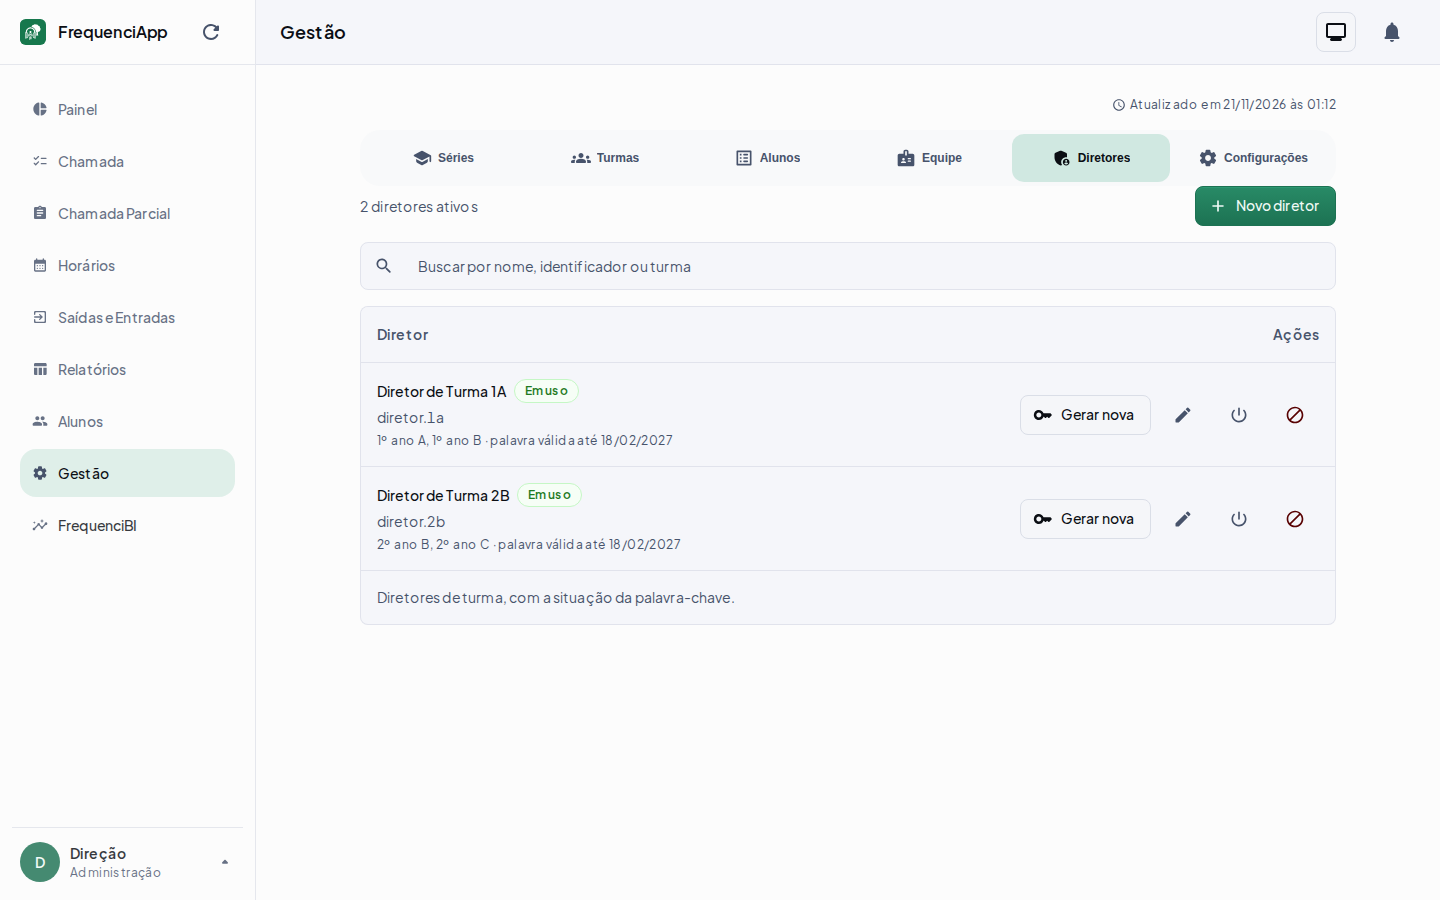 FrequenciApp
Gestão
Painel
Chamada
Chamada Parcial
Horários
Saídas e Entradas
Relatórios
Alunos
Gestão
FrequenciBI
D
Direção
Administração
Atualizado em 21/11/2026 às 01:12
Séries
Turmas
Alunos
Equipe
Diretores
Configurações
2 diretores ativos
Novo diretor
Buscar por nome, identificador ou turma
Diretor
Ações
Diretor de Turma 1A
Em uso
diretor.1a
1º ano A, 1º ano B · palavra válida até 18/02/2027
Gerar nova
Diretor de Turma 2B
Em uso
diretor.2b
2º ano B, 2º ano C · palavra válida até 18/02/2027
Gerar nova
Diretores de turma, com a situação da palavra-chave.